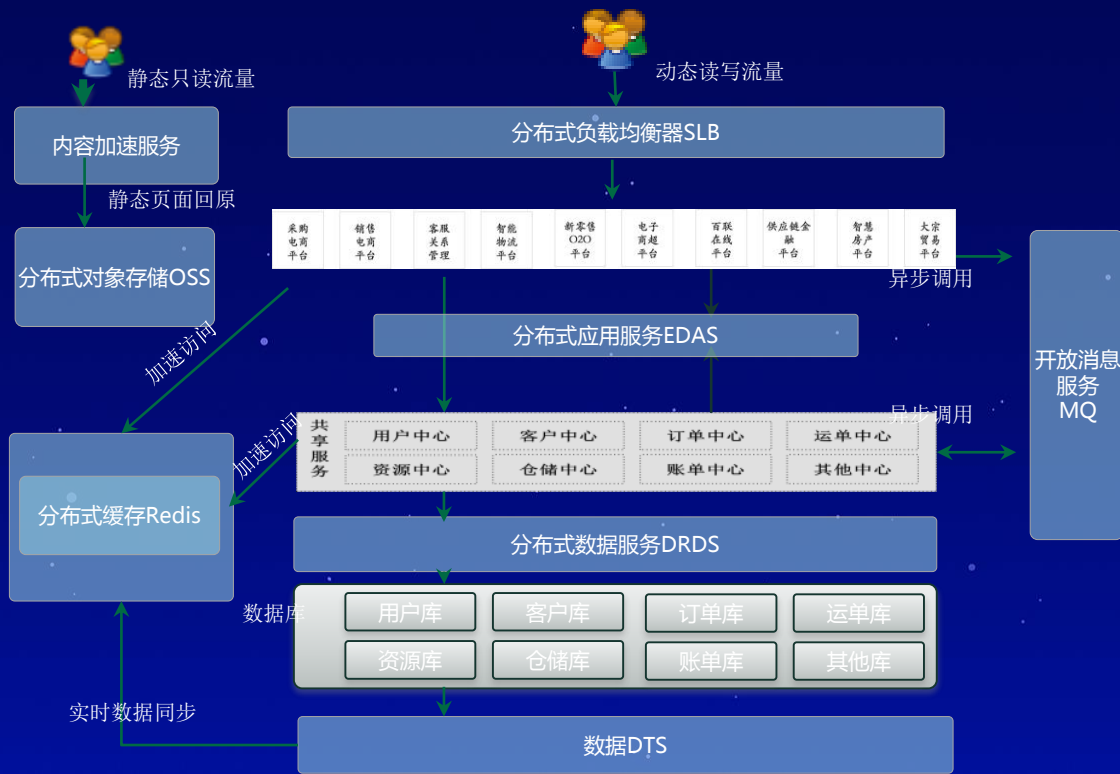 静态只读流量
动态读写流量
内容加速服务
分布式负载均衡器SLB
静态页面回原
分布式对象存储OSS
采购
电商
平台
销售
电商
平台
客服
关系
管理
智能
物流
平台
新零售
O2O
平台
电子
商超
平台
百联
在线
平台
供应链金
融
平台
智慧
房产
平台
大宗
贸易
平台
异步调用
加速访问
分布式应用服务EDAS
开放消息
服务
MQ
异步调用
加速访问
共
享
服
务
用户中心
客户中心
订单中心
运单中心
资源中心
仓储中心
账单中心
其他中心
分布式缓存Redis
分布式数据服务DRDS
数据库
用户库
客户库
订单库
运单库
资源库
仓储库
账单库
其他库
实时数据同步
数据DTS